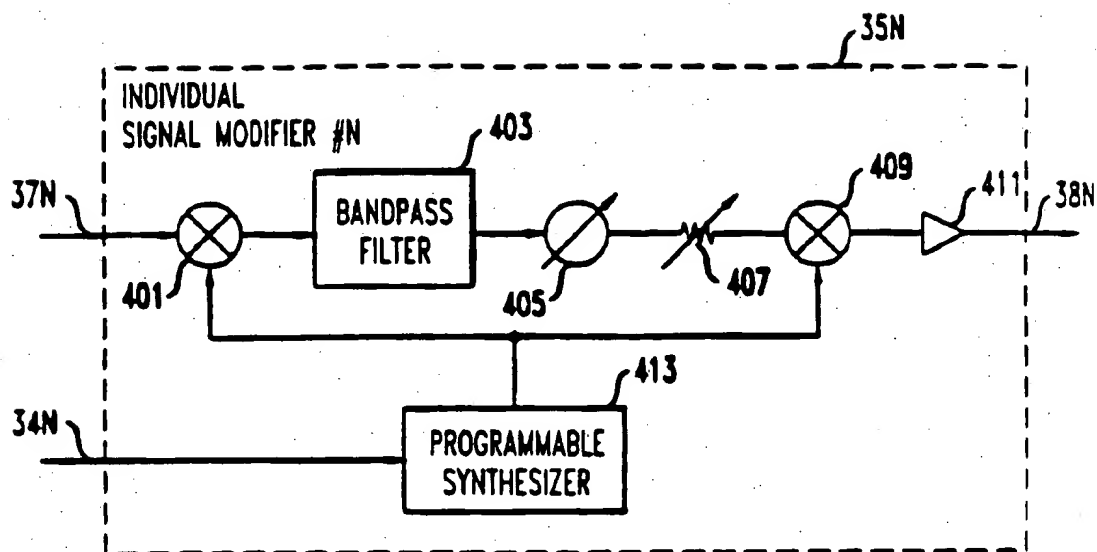 35N
INDIVIDUAL
SIGNAL MODIFIER #N
403
409
411
37N
38N
BANDPASS
FILTER
401
405
407
413
34N
PROGRAMMABLE
SYNTHESIZER